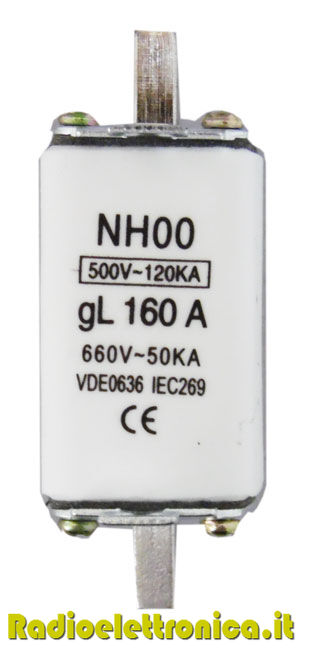 NH00
500V~120KA
gL 160 A
660V~50KA
VDE0636 IEC269
CE
Radioelettronica.it